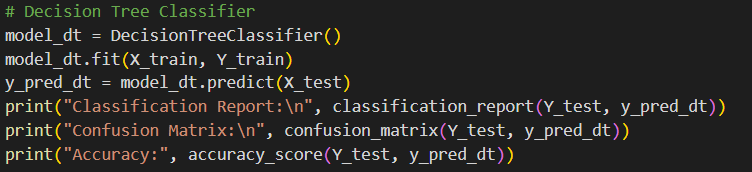 # Decision Tree Classifier
model_dt = DecisionTreeClassifier()
model_dt.fit(X_train, Y_train)
y_pred_dt = model_dt.predict(X_test)
print("Classification Report:\n", classification_report(Y_test, y_pred_dt))
print("Confusion Matrix:\n", confusion_matrix(Y_test, y_pred_dt))
print("Accuracy:", accuracy_score(Y_test, y_pred_dt))